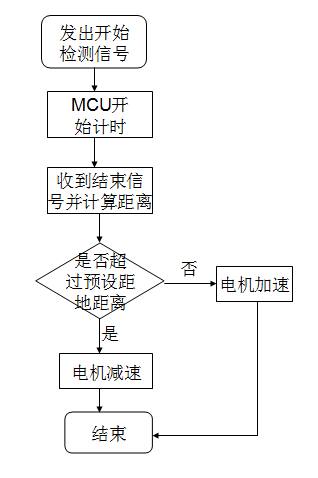 发出开始
检测信号
MCU开
始计时
收到结束信
号并计算距离
是否超
过预设距
地距离
否
电机加速
是
电机减速
结束